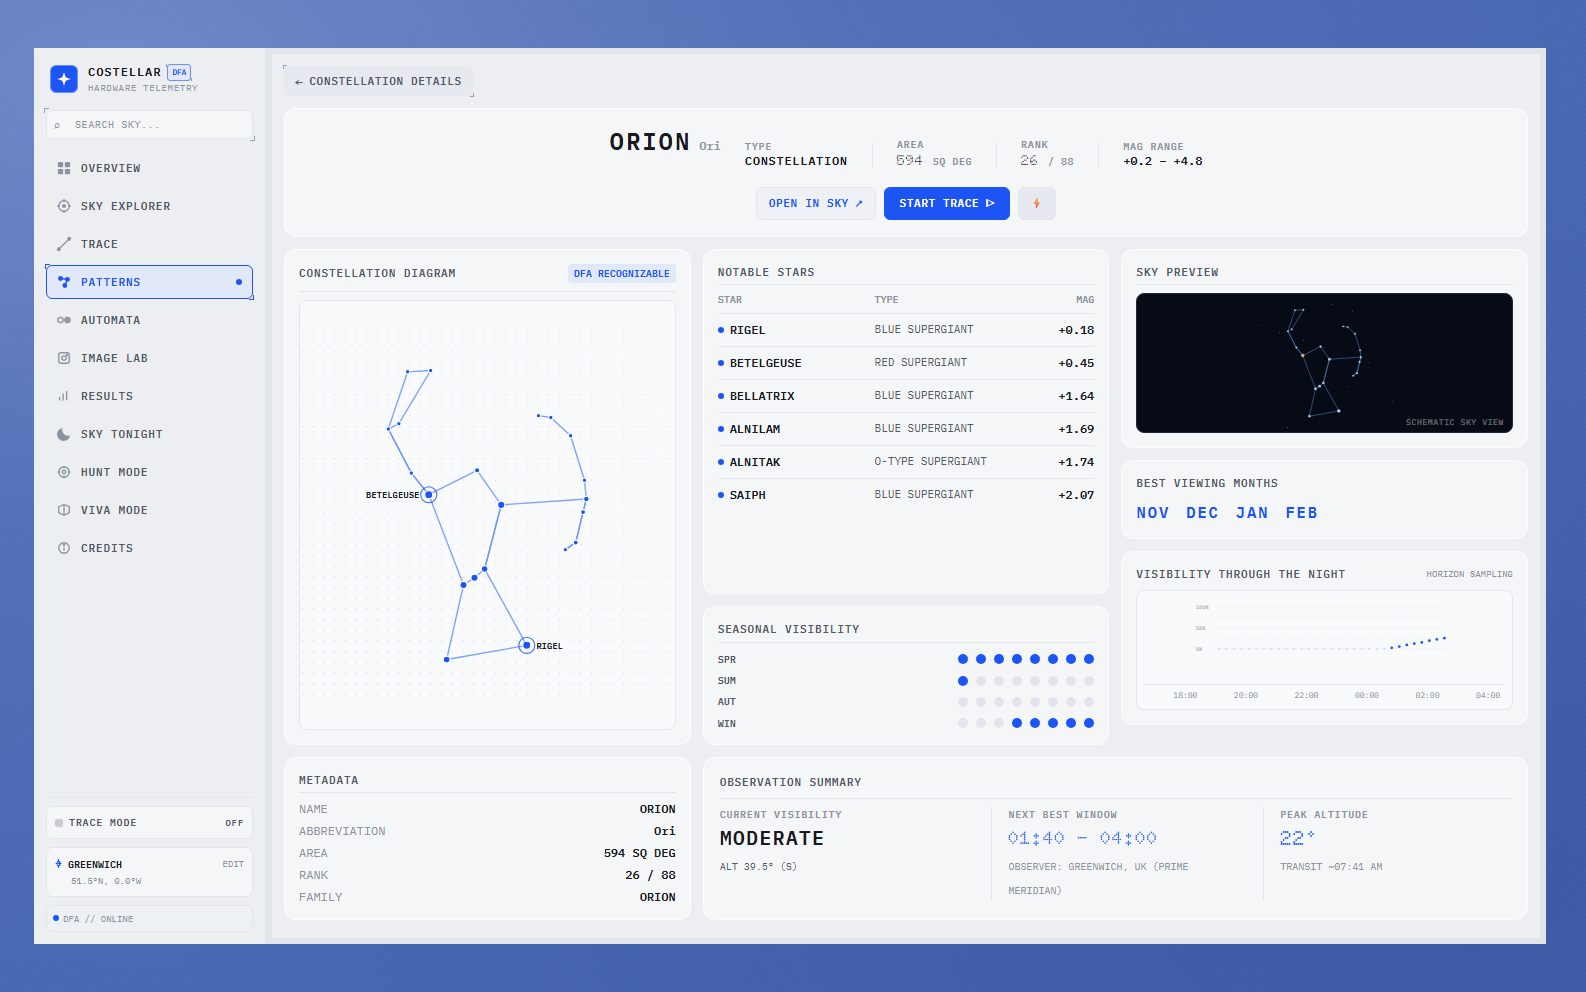 COSTELLAR DFA
HARDWARE TELEMETRY
SEARCH SKY...
OVERVIEW
SKY EXPLORER
TRACE
PATTERNS
AUTOMATA
IMAGE LAB
RESULTS
SKY TONIGHT
HUNT MODE
VIVA MODE
CREDITS
TRACE MODE OFF
GREENWICH EDIT
51.5°N, 0.0°W
DFA // ONLINE
← CONSTELLATION DETAILS
ORION Ori
TYPE
CONSTELLATION
AREA
594 SQ DEG
RANK
26 / 88
MAG RANGE
+0.2 – +4.8
OPEN IN SKY ↗
START TRACE
CONSTELLATION DIAGRAM
DFA RECOGNIZABLE
BETELGEUSE
RIGEL
NOTABLE STARS
STAR TYPE MAG
RIGEL BLUE SUPERGIANT +0.18
BETELGEUSE RED SUPERGIANT +0.45
BELLATRIX BLUE SUPERGIANT +1.64
ALNILAM BLUE SUPERGIANT +1.69
ALNITAK O-TYPE SUPERGIANT +1.74
SAIPH BLUE SUPERGIANT +2.07
SEASONAL VISIBILITY
SPR
SUM
AUT
WIN
SKY PREVIEW
SCHEMATIC SKY VIEW
BEST VIEWING MONTHS
NOV DEC JAN FEB
VISIBILITY THROUGH THE NIGHT
HORIZON SAMPLING
100%
50%
0%
18:00 20:00 22:00 00:00 02:00 04:00
METADATA
NAME ORION
ABBREVIATION Ori
AREA 594 SQ DEG
RANK 26 / 88
FAMILY ORION
OBSERVATION SUMMARY
CURRENT VISIBILITY
MODERATE
ALT 39.5° (S)
NEXT BEST WINDOW
01:40 – 04:00
OBSERVER: GREENWICH, UK (PRIME
MERIDIAN)
PEAK ALTITUDE
22°
TRANSIT ~07:41 AM